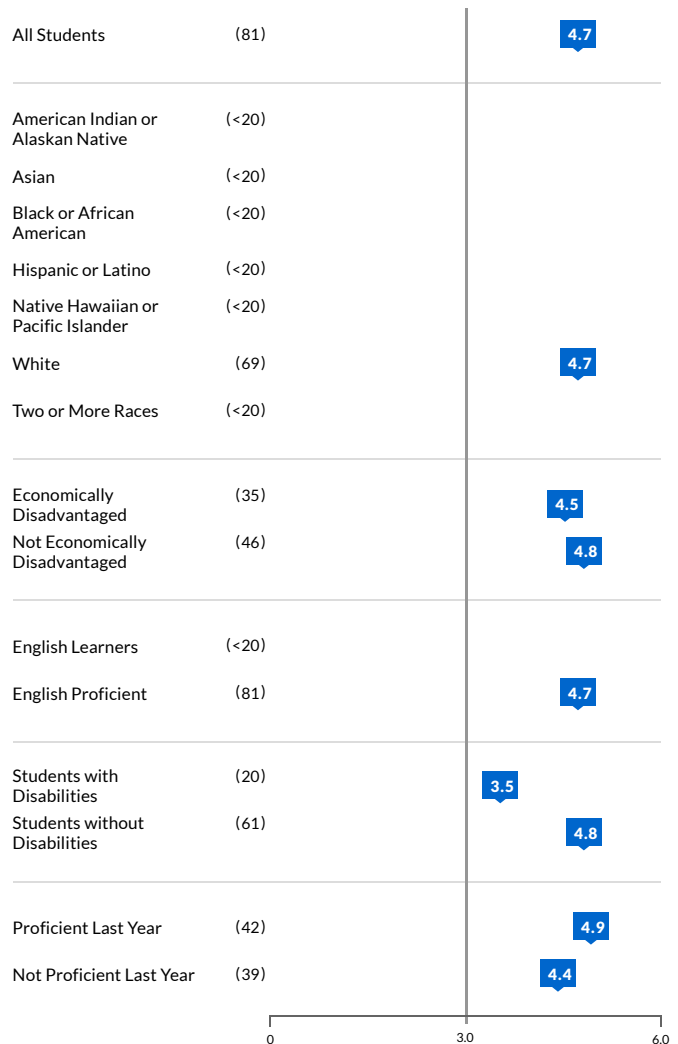 All Students (81) 4.7
American Indian or (<20)
Alaskan Native
Asian (<20)
Black or African (<20)
American
Hispanic or Latino (<20)
Native Hawaiian or (<20)
Pacific Islander
White (69) 4.7
Two or More Races (<20)
Economically (35) 4.5
Disadvantaged
Not Economically (46) 4.8
Disadvantaged
English Learners (<20)
English Proficient (81) 4.7
Students with (20) 3.5
Disabilities
Students without (61) 4.8
Disabilities
Proficient Last Year (42) 4.9
Not Proficient Last Year (39) 4.4
0 3.0 6.0